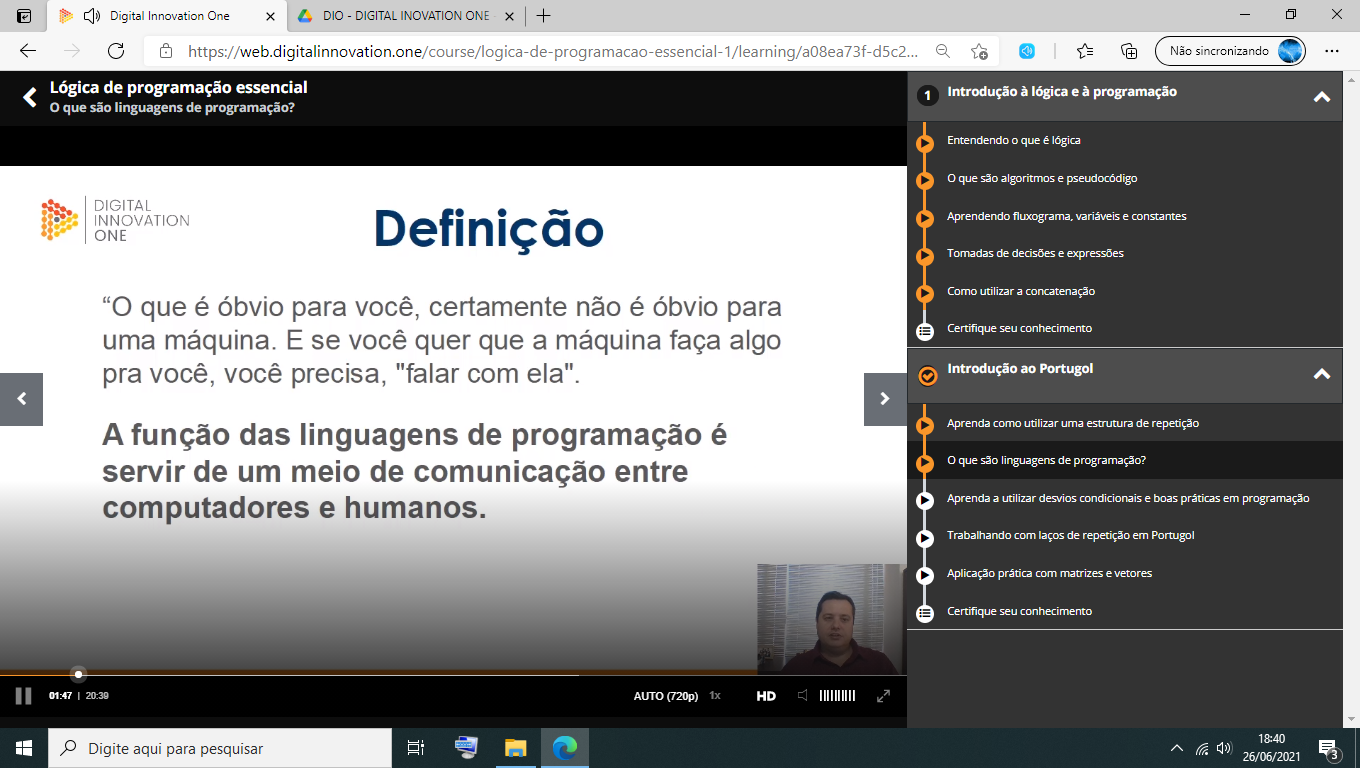 Digital Innovation One
DIO - DIGITAL INOVATION ONE
https://web.digitalinnovation.one/course/logica-de-programacao-essencial-1/learning/a08ea73f-d5c2...
Não sincronizando
Lógica de programação essencial
O que são linguagens de programação?
DIGITAL
INNOVATION
ONE
Definição
“O que é óbvio para você, certamente não é óbvio para
uma máquina. E se você quer que a máquina faça algo
pra você, você precisa, "falar com ela".
A função das linguagens de programação é
servir de um meio de comunicação entre
computadores e humanos.
01:47 | 20:39
AUTO (720p) 1x HD
1 Introdução à lógica e à programação
Entendendo o que é lógica
O que são algoritmos e pseudocódigo
Aprendendo fluxograma, variáveis e constantes
Tomadas de decisões e expressões
Como utilizar a concatenação
Certifique seu conhecimento
Introdução ao Portugol
Aprenda como utilizar uma estrutura de repetição
O que são linguagens de programação?
Aprenda a utilizar desvios condicionais e boas práticas em programação
Trabalhando com laços de repetição em Portugol
Aplicação prática com matrizes e vetores
Certifique seu conhecimento
Digite aqui para pesquisar
18:40
26/06/2021
3